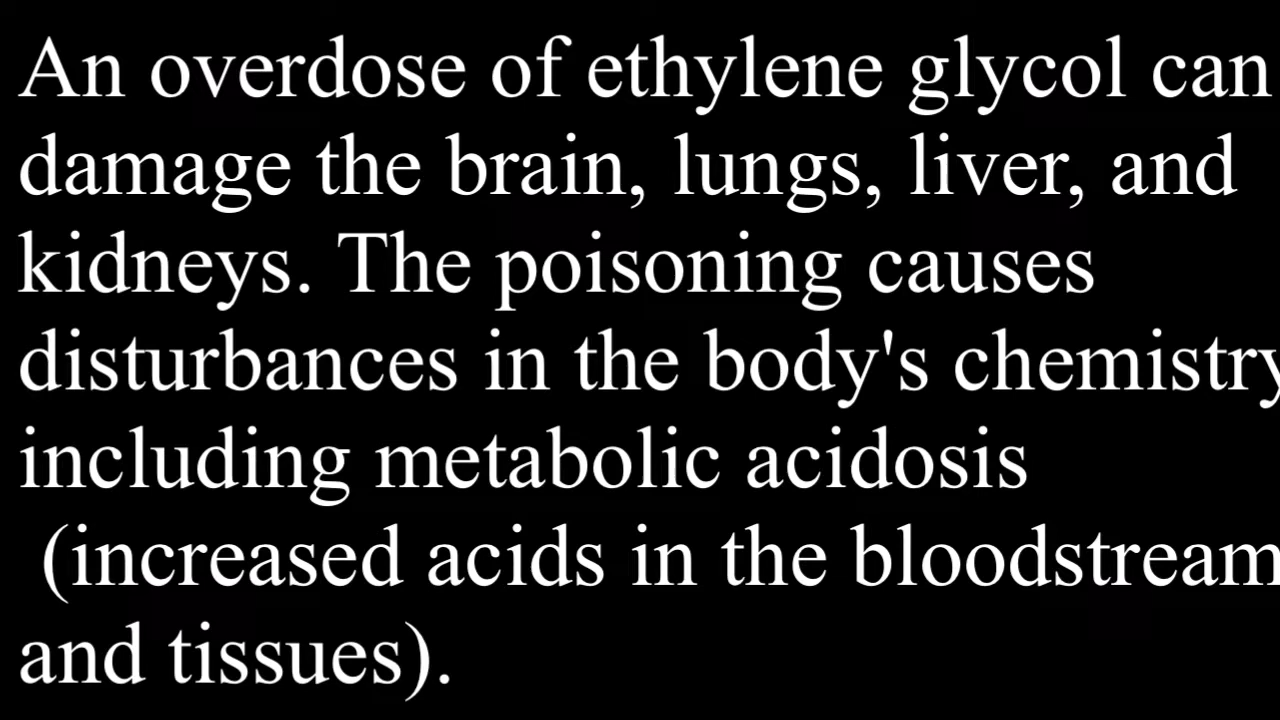 An overdose of ethylene glycol can
damage the brain, lungs, liver, and
kidneys. The poisoning causes
disturbances in the body's chemistry
including metabolic acidosis
(increased acids in the bloodstream
and tissues).